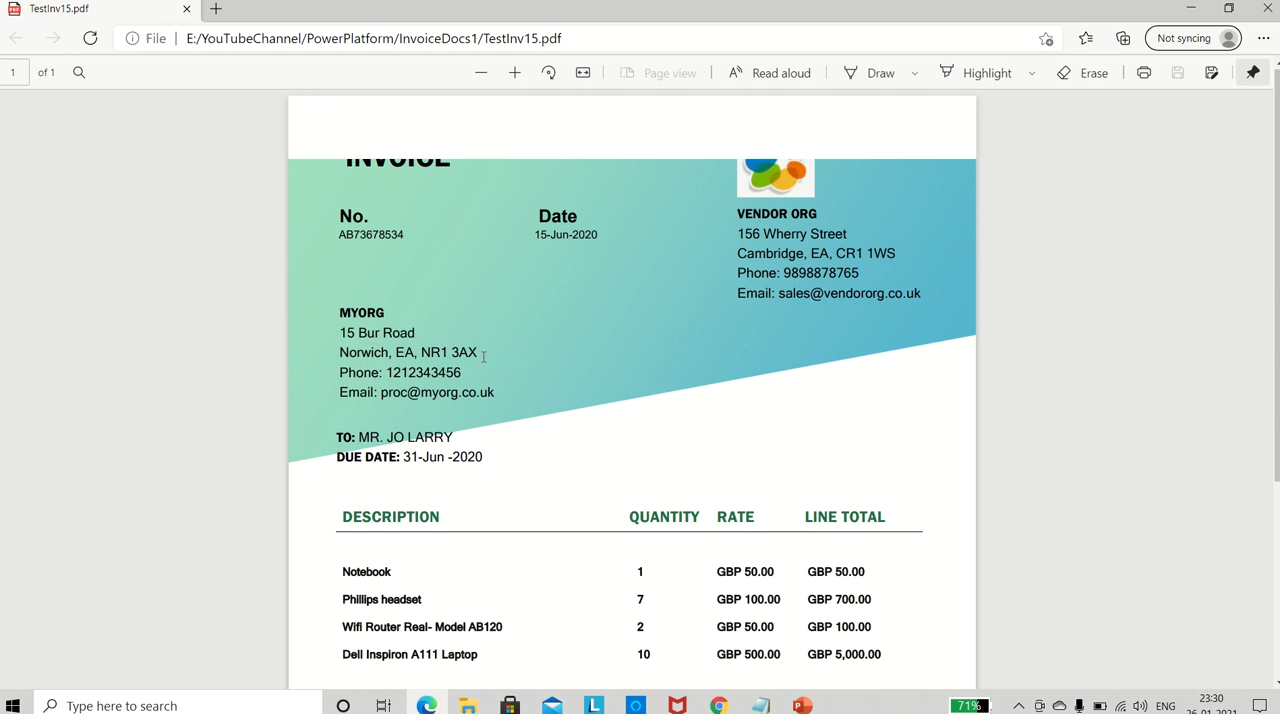 TestInv15.pdf
File | E:/YouTubeChannel/PowerPlatform/InvoiceDocs1/TestInv15.pdf
Not syncing
1 of 1
Page view
Read aloud
Draw
Highlight
Erase
INVOICE
No.
AB73678534
Date
15-Jun-2020
VENDOR ORG
156 Wherry Street
Cambridge, EA, CR1 1WS
Phone: 9898878765
Email: sales@vendororg.co.uk
MYORG
15 Bur Road
Norwich, EA, NR1 3AX
Phone: 1212343456
Email: proc@myorg.co.uk
TO: MR. JO LARRY
DUE DATE: 31-Jun -2020
DESCRIPTION QUANTITY RATE LINE TOTAL
Notebook 1 GBP 50.00 GBP 50.00
Phillips headset 7 GBP 100.00 GBP 700.00
Wifi Router Real- Model AB120 2 GBP 50.00 GBP 100.00
Dell Inspiron A111 Laptop 10 GBP 500.00 GBP 5,000.00
Type here to search
71%
ENG
23:30
26-01-2021